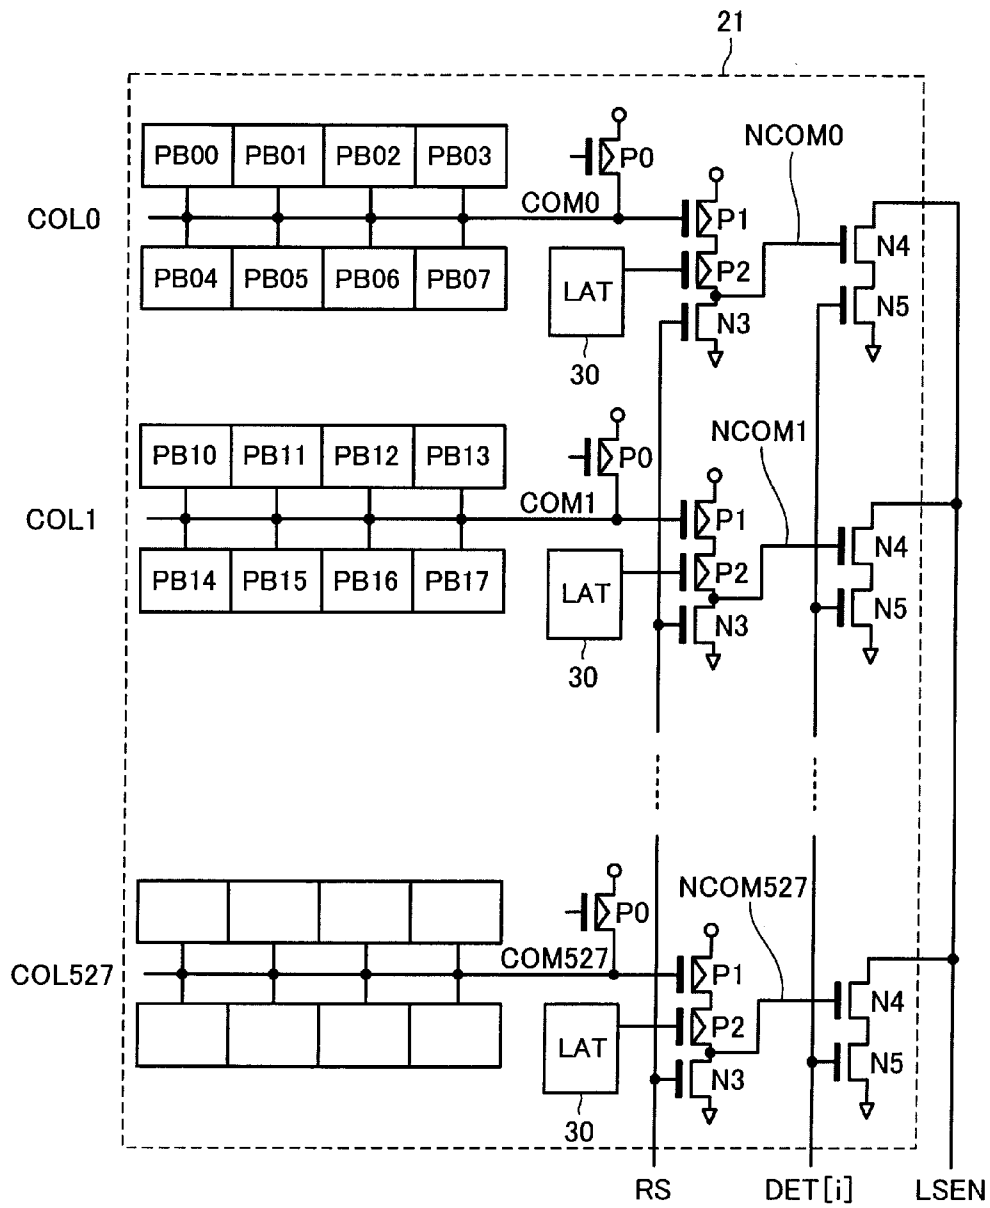 21
PB00 PB01 PB02 PB03
P0
NCOM0
COL0
COM0
P1
N4
PB04 PB05 PB06 PB07
LAT
P2
N3
N5
30
PB10 PB11 PB12 PB13
P0
NCOM1
COL1
COM1
P1
N4
PB14 PB15 PB16 PB17
LAT
P2
N3
N5
30
P0
NCOM527
COL527
COM527
P1
N4
LAT
P2
N3
N5
30
RS DET[i] LSEN